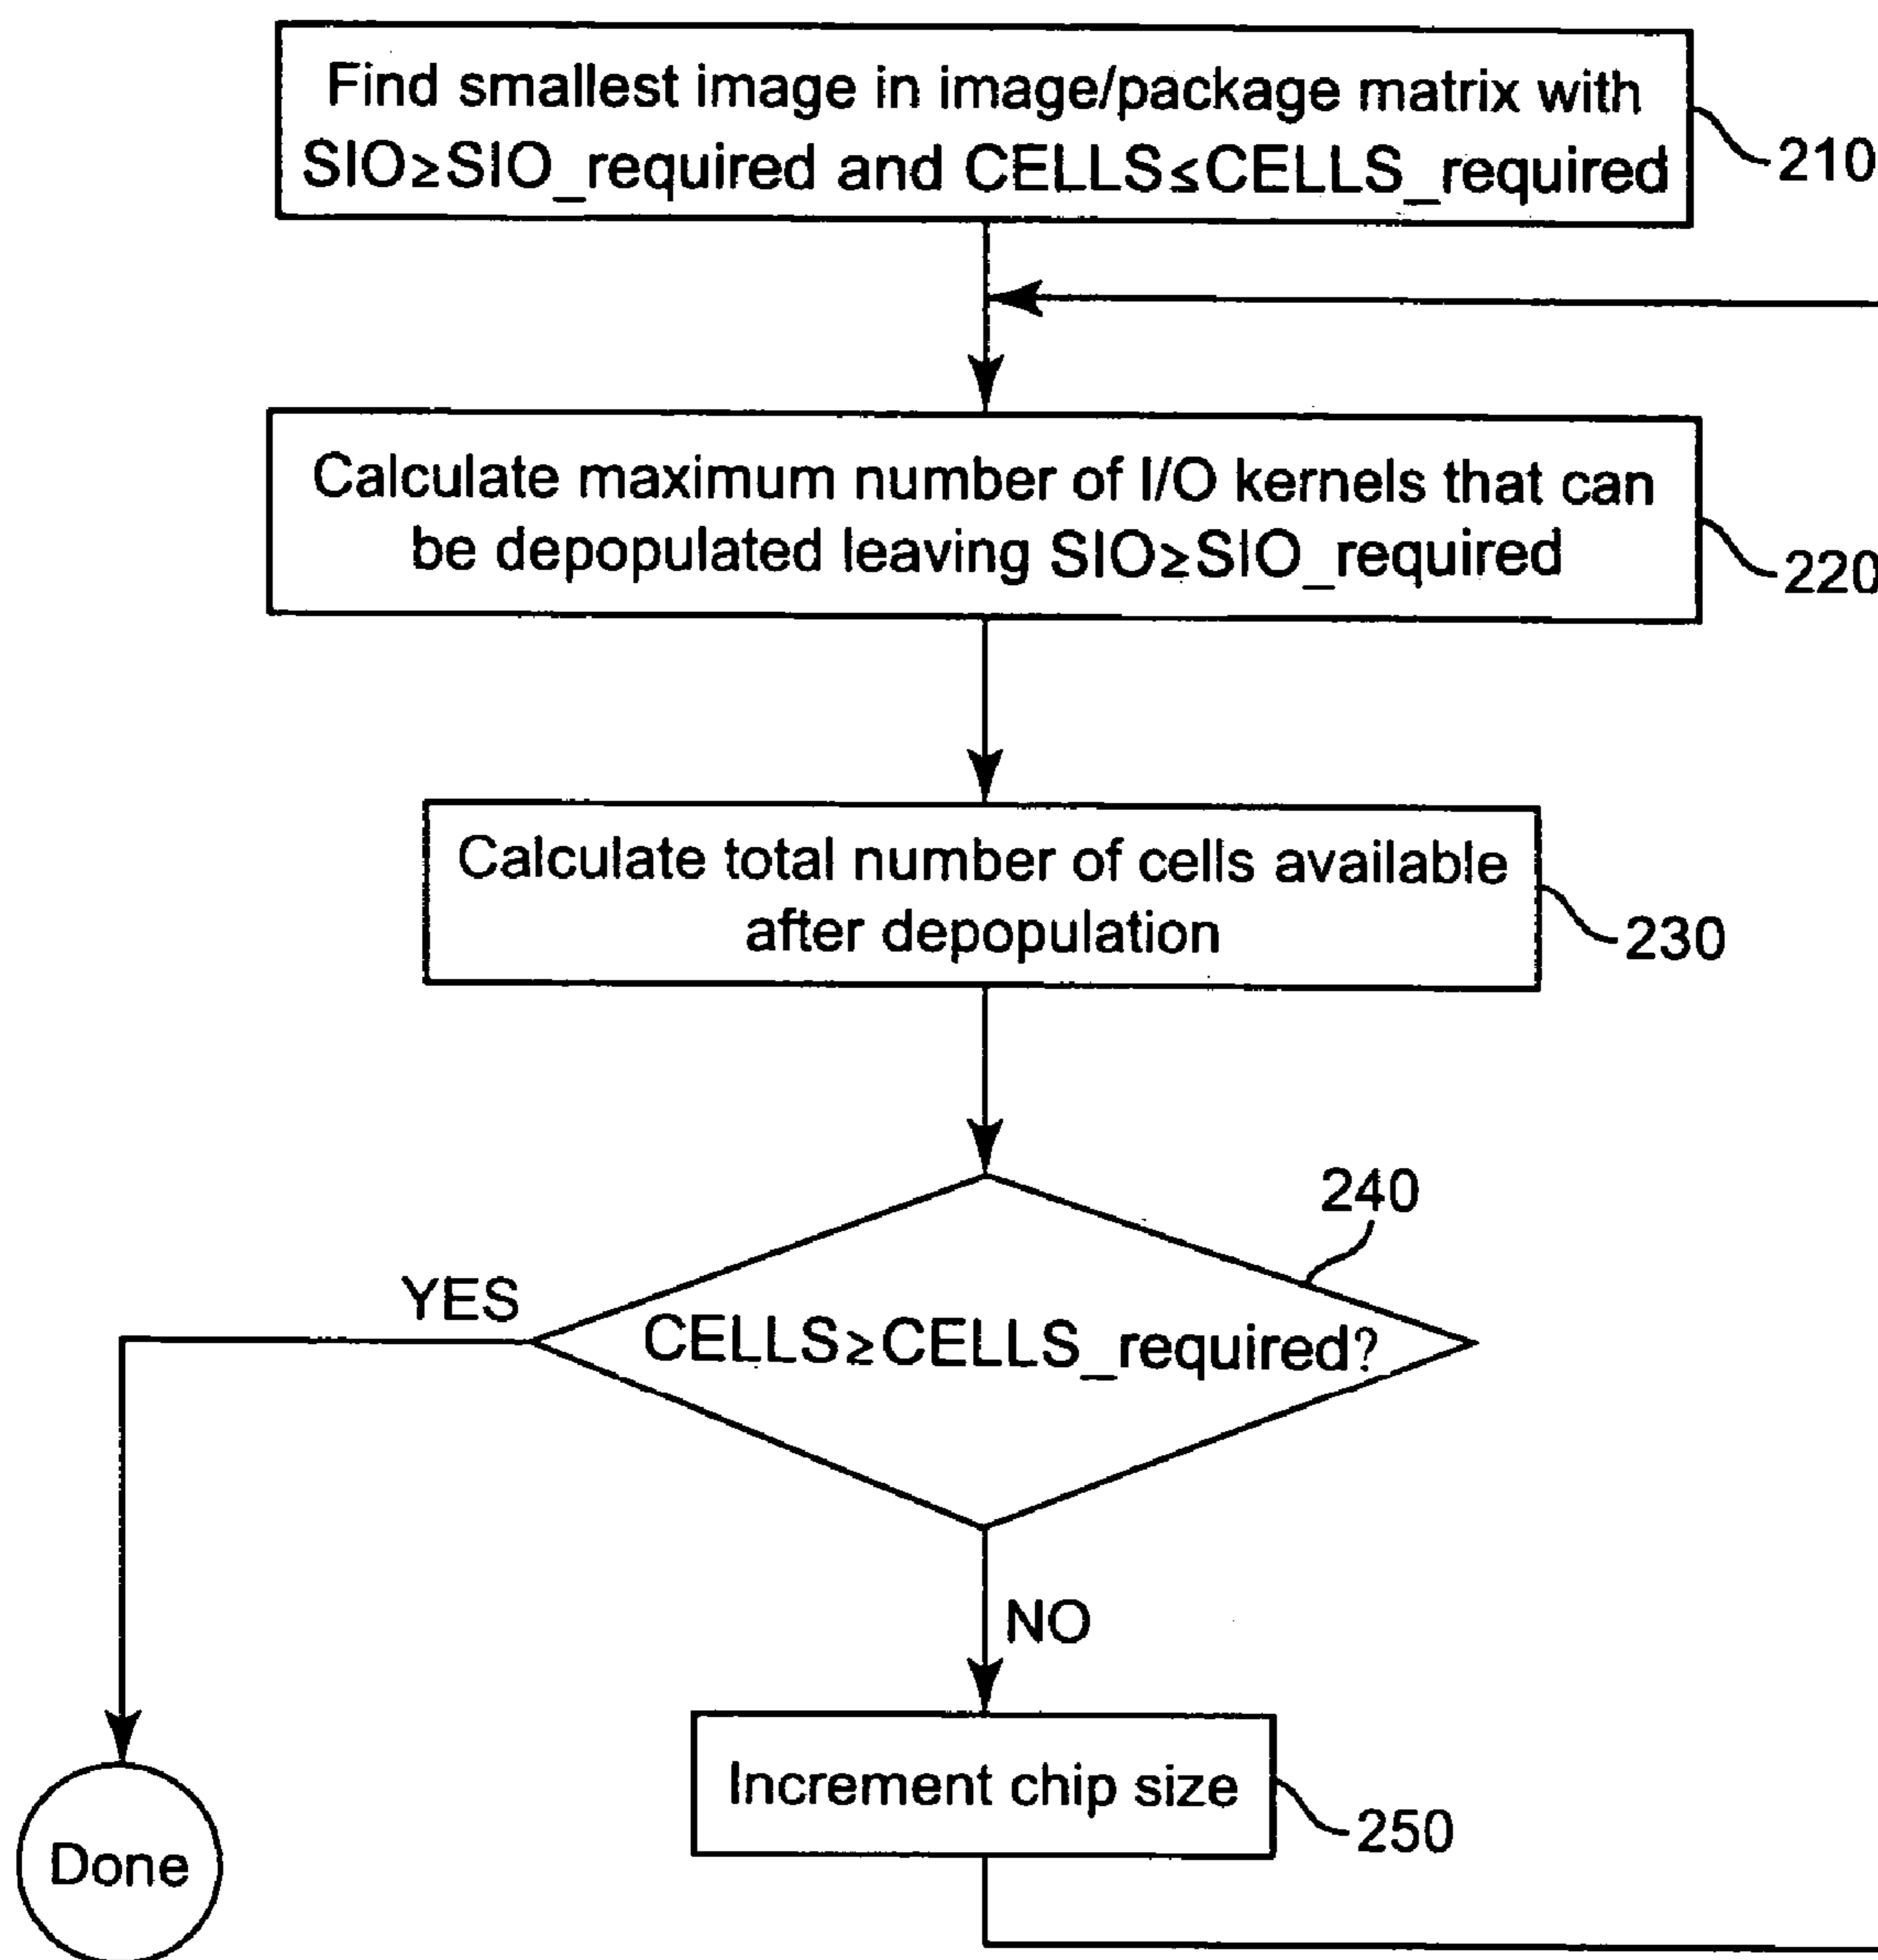 Find smallest image in image/package matrix with
SIO≥SIO_required and CELLS≤CELLS_required
210
Calculate maximum number of I/O kernels that can
be depopulated leaving SIO≥SIO_required
220
Calculate total number of cells available
after depopulation
230
240
YES
CELLS≥CELLS_required?
NO
Increment chip size
250
Done